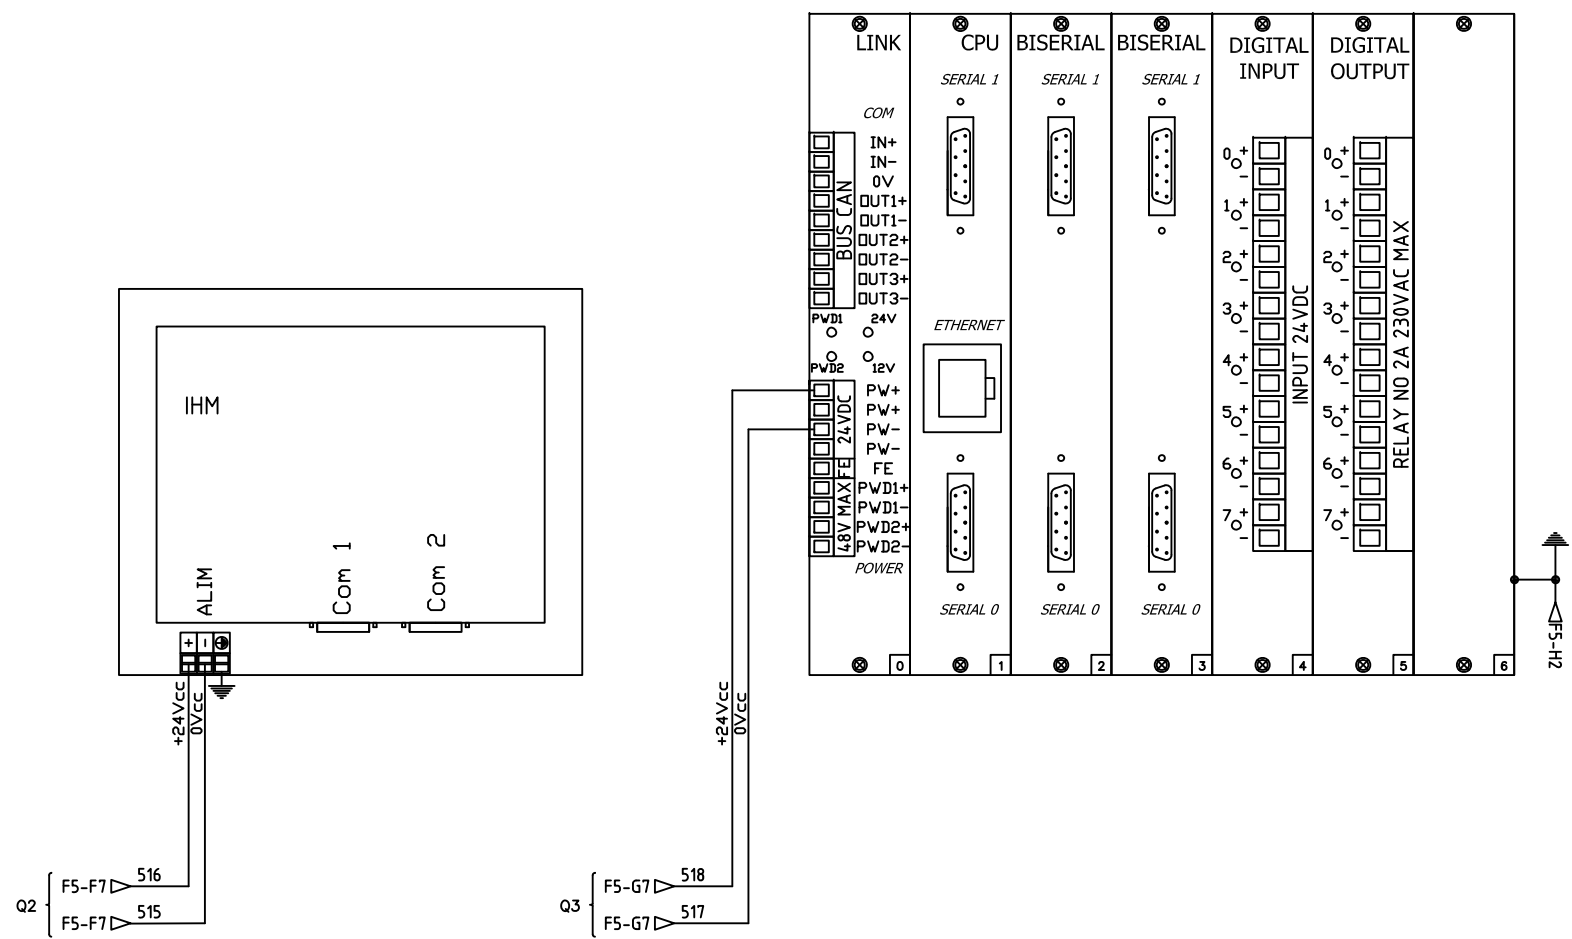 LINK CPU BISERIAL BISERIAL DIGITAL INPUT DIGITAL OUTPUT
SERIAL 1 SERIAL 1 SERIAL 1
COM
IN+
IN-
0V
OUT1+
OUT1-
OUT2+
OUT2-
OUT3+
OUT3-
BUS CAN
PWD1 24V
PWD2 12V
PW+
PW+
PW-
PW-
FE
PWD1+
PWD1-
PWD2+
PWD2-
24VDC
FE
48V MAX
POWER
ETHERNET
SERIAL 0 SERIAL 0 SERIAL 0
0 +
-
1 +
-
2 +
-
3 +
-
4 +
-
5 +
-
6 +
-
7 +
-
INPUT 24VDC
0 +
-
1 +
-
2 +
-
3 +
-
4 +
-
5 +
-
6 +
-
7 +
-
RELAY NO 2A 230VAC MAX
0 1 2 3 4 5 6
F5-H2
IHM
ALIM
Com 1
Com 2
+ -
+24Vcc
0Vcc
+24Vcc
0Vcc
Q2
F5-F7 516
F5-F7 515
Q3
F5-G7 518
F5-G7 517